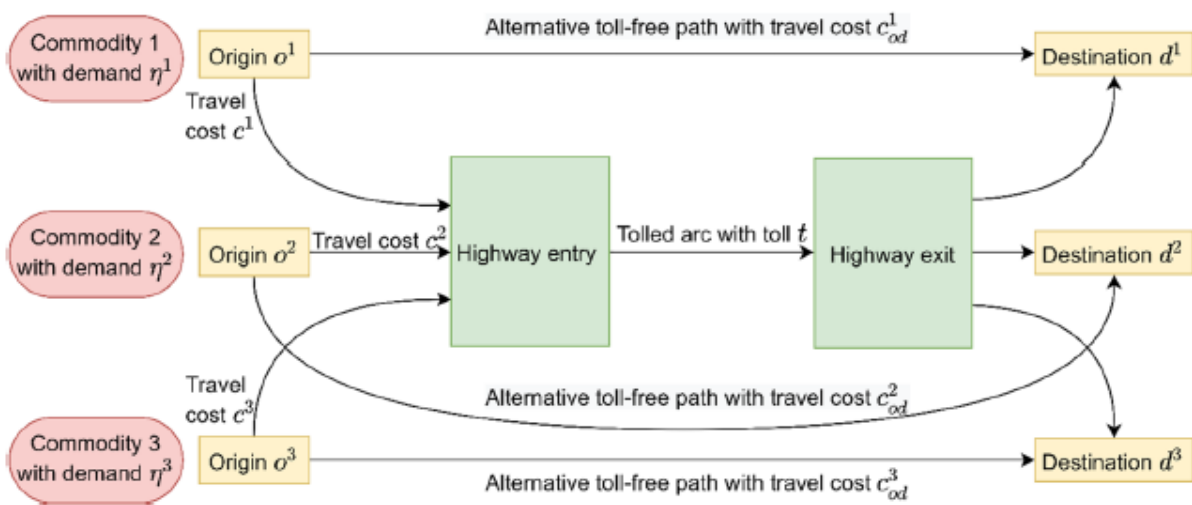 Commodity 1
with demand η¹
Origin o¹
Alternative toll-free path with travel cost c¹_od
Destination d¹
Travel
cost c¹
Commodity 2
with demand η²
Origin o²
Travel cost c²
Highway entry
Tolled arc with toll t
Highway exit
Destination d²
Travel
cost c³
Alternative toll-free path with travel cost c²_od
Commodity 3
with demand η³
Origin o³
Alternative toll-free path with travel cost c³_od
Destination d³